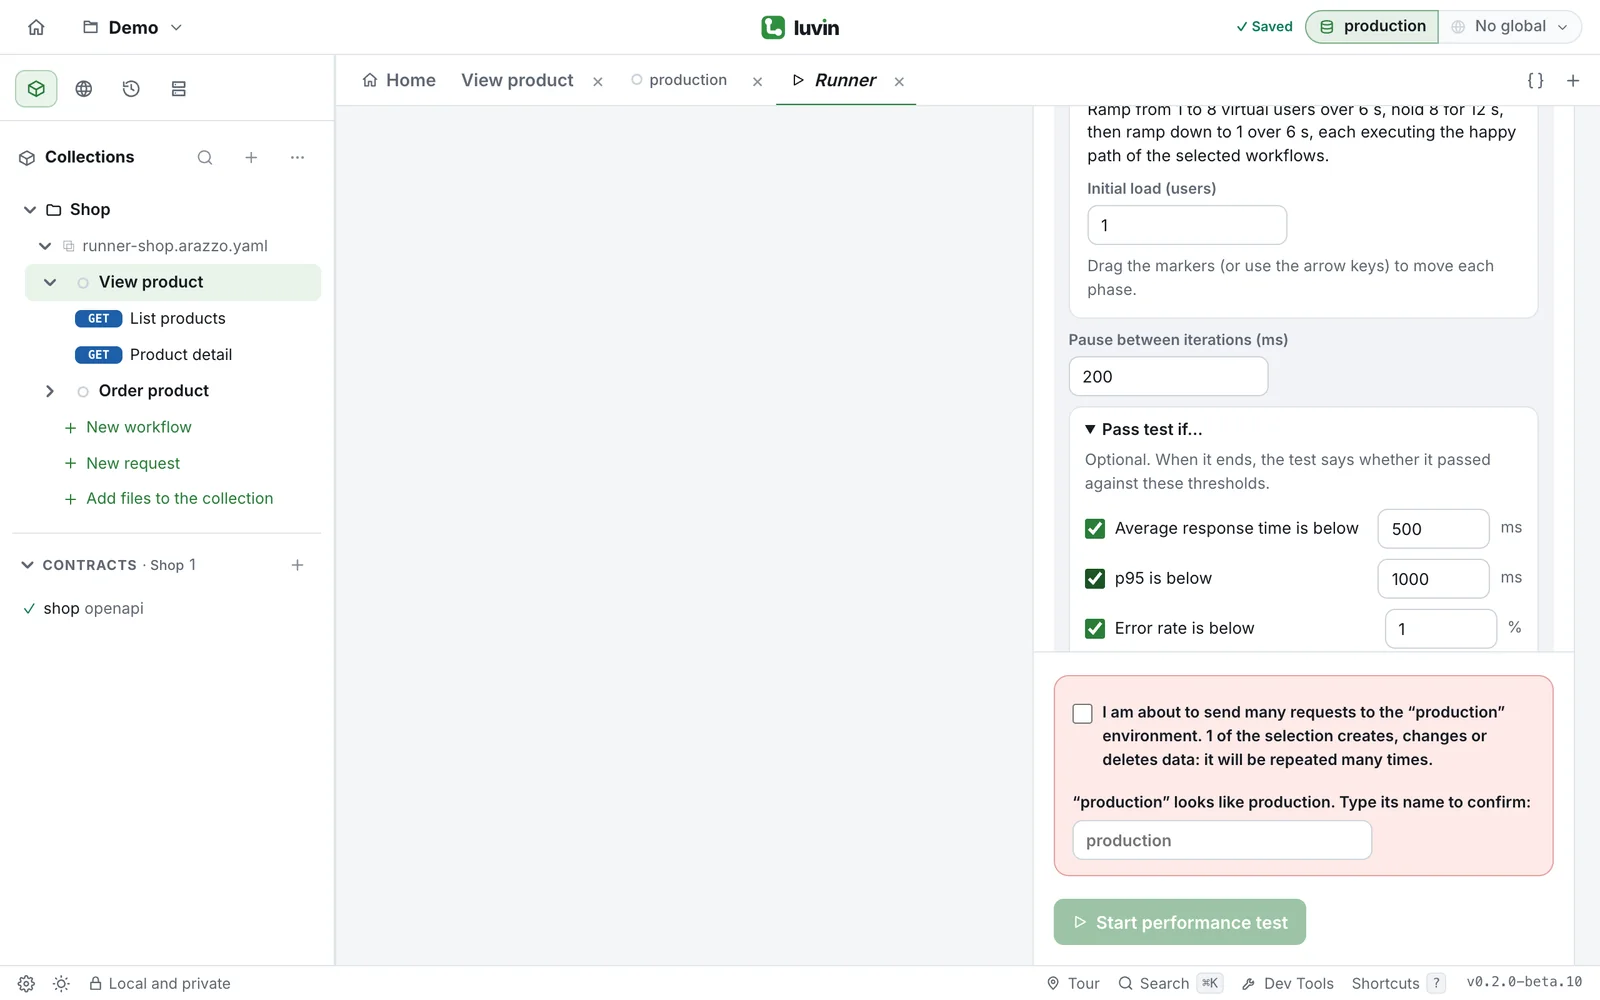 Demo
luvin
Saved
production
No global
Home
View product
production
Runner
{}
Collections
Shop
runner-shop.arazzo.yaml
View product
GET List products
GET Product detail
Order product
New workflow
New request
Add files to the collection
CONTRACTS · Shop 1
shop openapi
Ramp from 1 to 8 virtual users over 6 s, hold 8 for 12 s,
then ramp down to 1 over 6 s, each executing the happy
path of the selected workflows.
Initial load (users)
1
Drag the markers (or use the arrow keys) to move each
phase.
Pause between iterations (ms)
200
Pass test if...
Optional. When it ends, the test says whether it passed
against these thresholds.
Average response time is below 500 ms
p95 is below 1000 ms
Error rate is below 1 %
I am about to send many requests to the “production”
environment. 1 of the selection creates, changes or
deletes data: it will be repeated many times.
“production” looks like production. Type its name to confirm:
production
Start performance test
Local and private
Tour
Search ⌘K
Dev Tools
Shortcuts ?
v0.2.0-beta.10